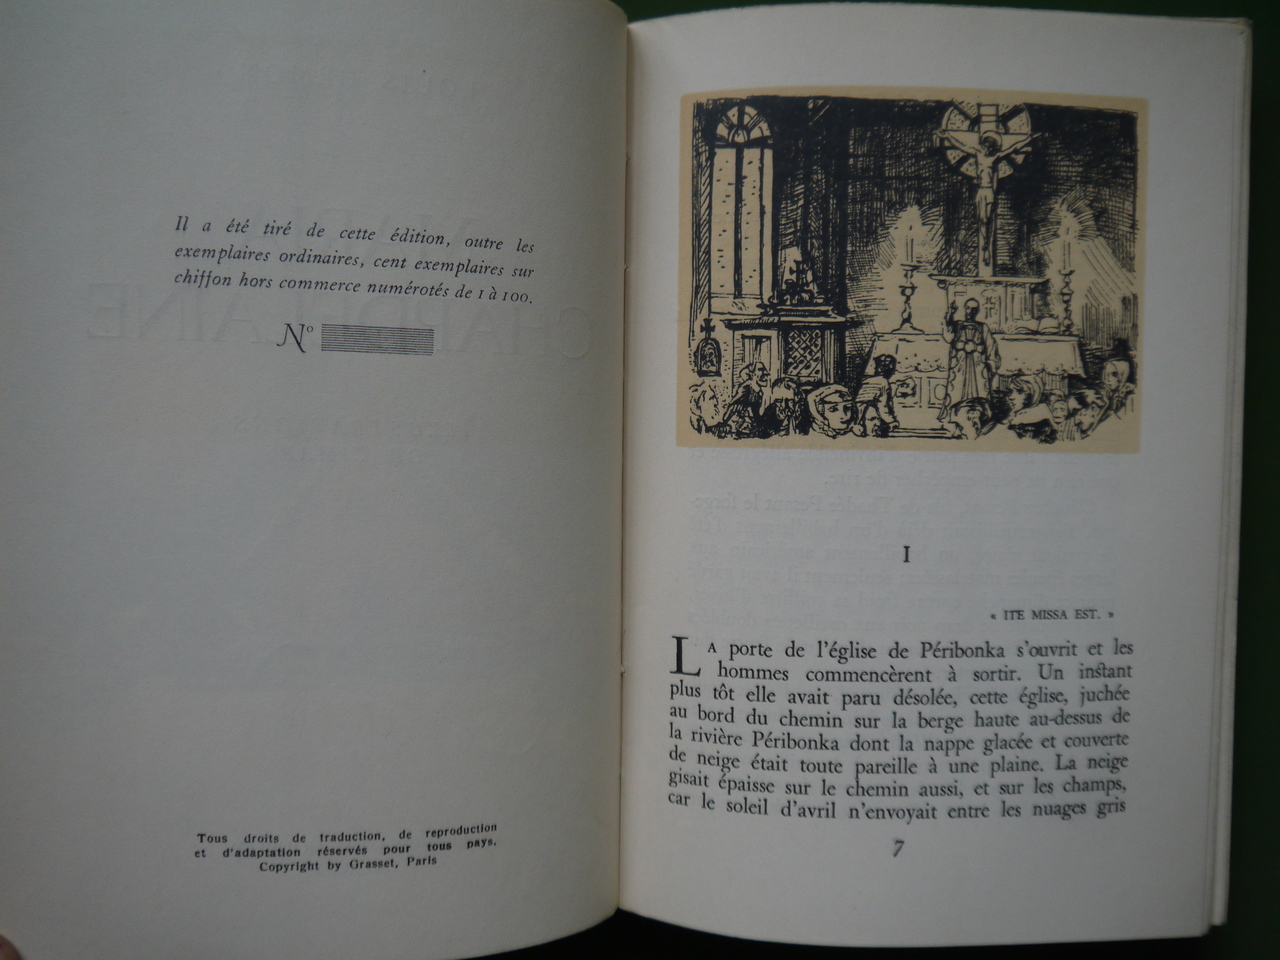 Il a été tiré de cette édition, outre les
exemplaires ordinaires, cent exemplaires sur
chiffon hors commerce numérotés de 1 à 100.
N°
Tous droits de traduction, de reproduction
et d'adaptation réservés pour tous pays.
Copyright by Grasset, Paris
I
« ITE MISSA EST. »
LA porte de l'église de Péribonka s'ouvrit et les
hommes commencèrent à sortir. Un instant
plus tôt elle avait paru désolée, cette église, juchée
au bord du chemin sur la berge haute au-dessus de
la rivière Péribonka dont la nappe glacée et couverte
de neige était toute pareille à une plaine. La neige
gisait épaisse sur le chemin aussi, et sur les champs,
car le soleil d'avril n'envoyait entre les nuages gris
7